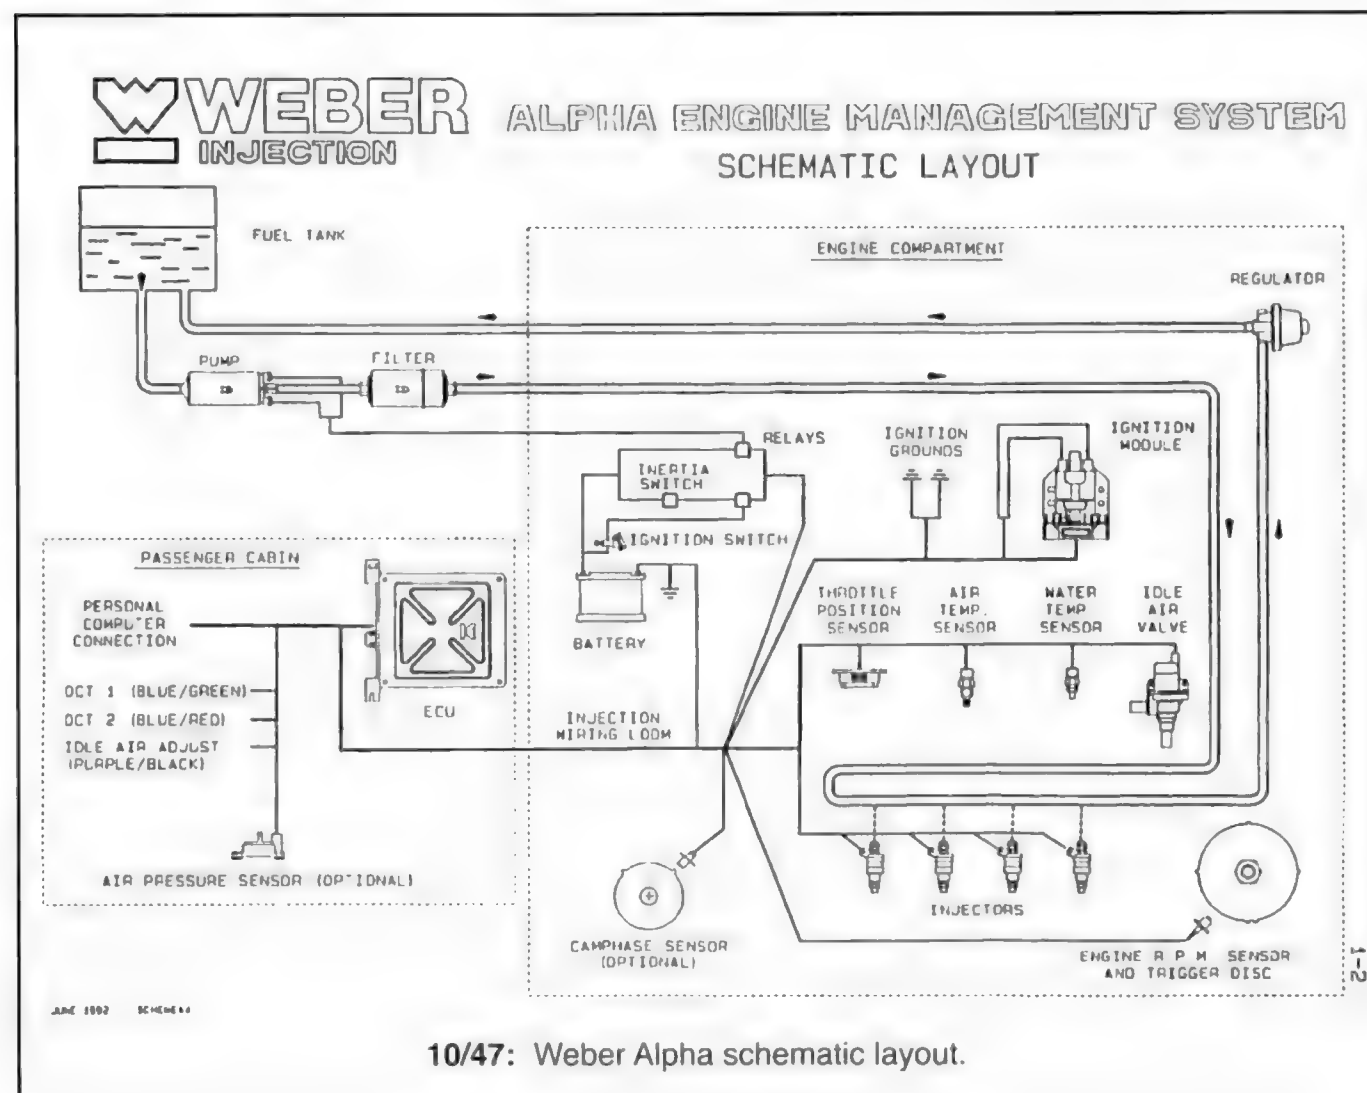 WEBER
INJECTION
ALPHA ENGINE MANAGEMENT SYSTEM
SCHEMATIC LAYOUT
FUEL TANK
ENGINE COMPARTMENT
REGULATOR
PUMP
FILTER
RELAYS
INERTIA
SWITCH
IGNITION
GROUNDS
IGNITION
MODULE
IGNITION SWITCH
BATTERY
PASSENGER CABIN
PERSONAL
COMPUTER
CONNECTION
OCT 1 (BLUE/GREEN)
OCT 2 (BLUE/RED)
IDLE AIR ADJUST
(PURPLE/BLACK)
ECU
AIR PRESSURE SENSOR (OPTIONAL)
THROTTLE
POSITION
SENSOR
AIR
TEMP.
SENSOR
WATER
TEMP
SENSOR
IDLE
AIR
VALVE
INJECTION
WIRING LOOM
INJECTORS
CAMPHASE SENSOR
(OPTIONAL)
ENGINE R P M SENSOR
AND TRIGGER DISC
1-2
JUNE 1992
10/47: Weber Alpha schematic layout.